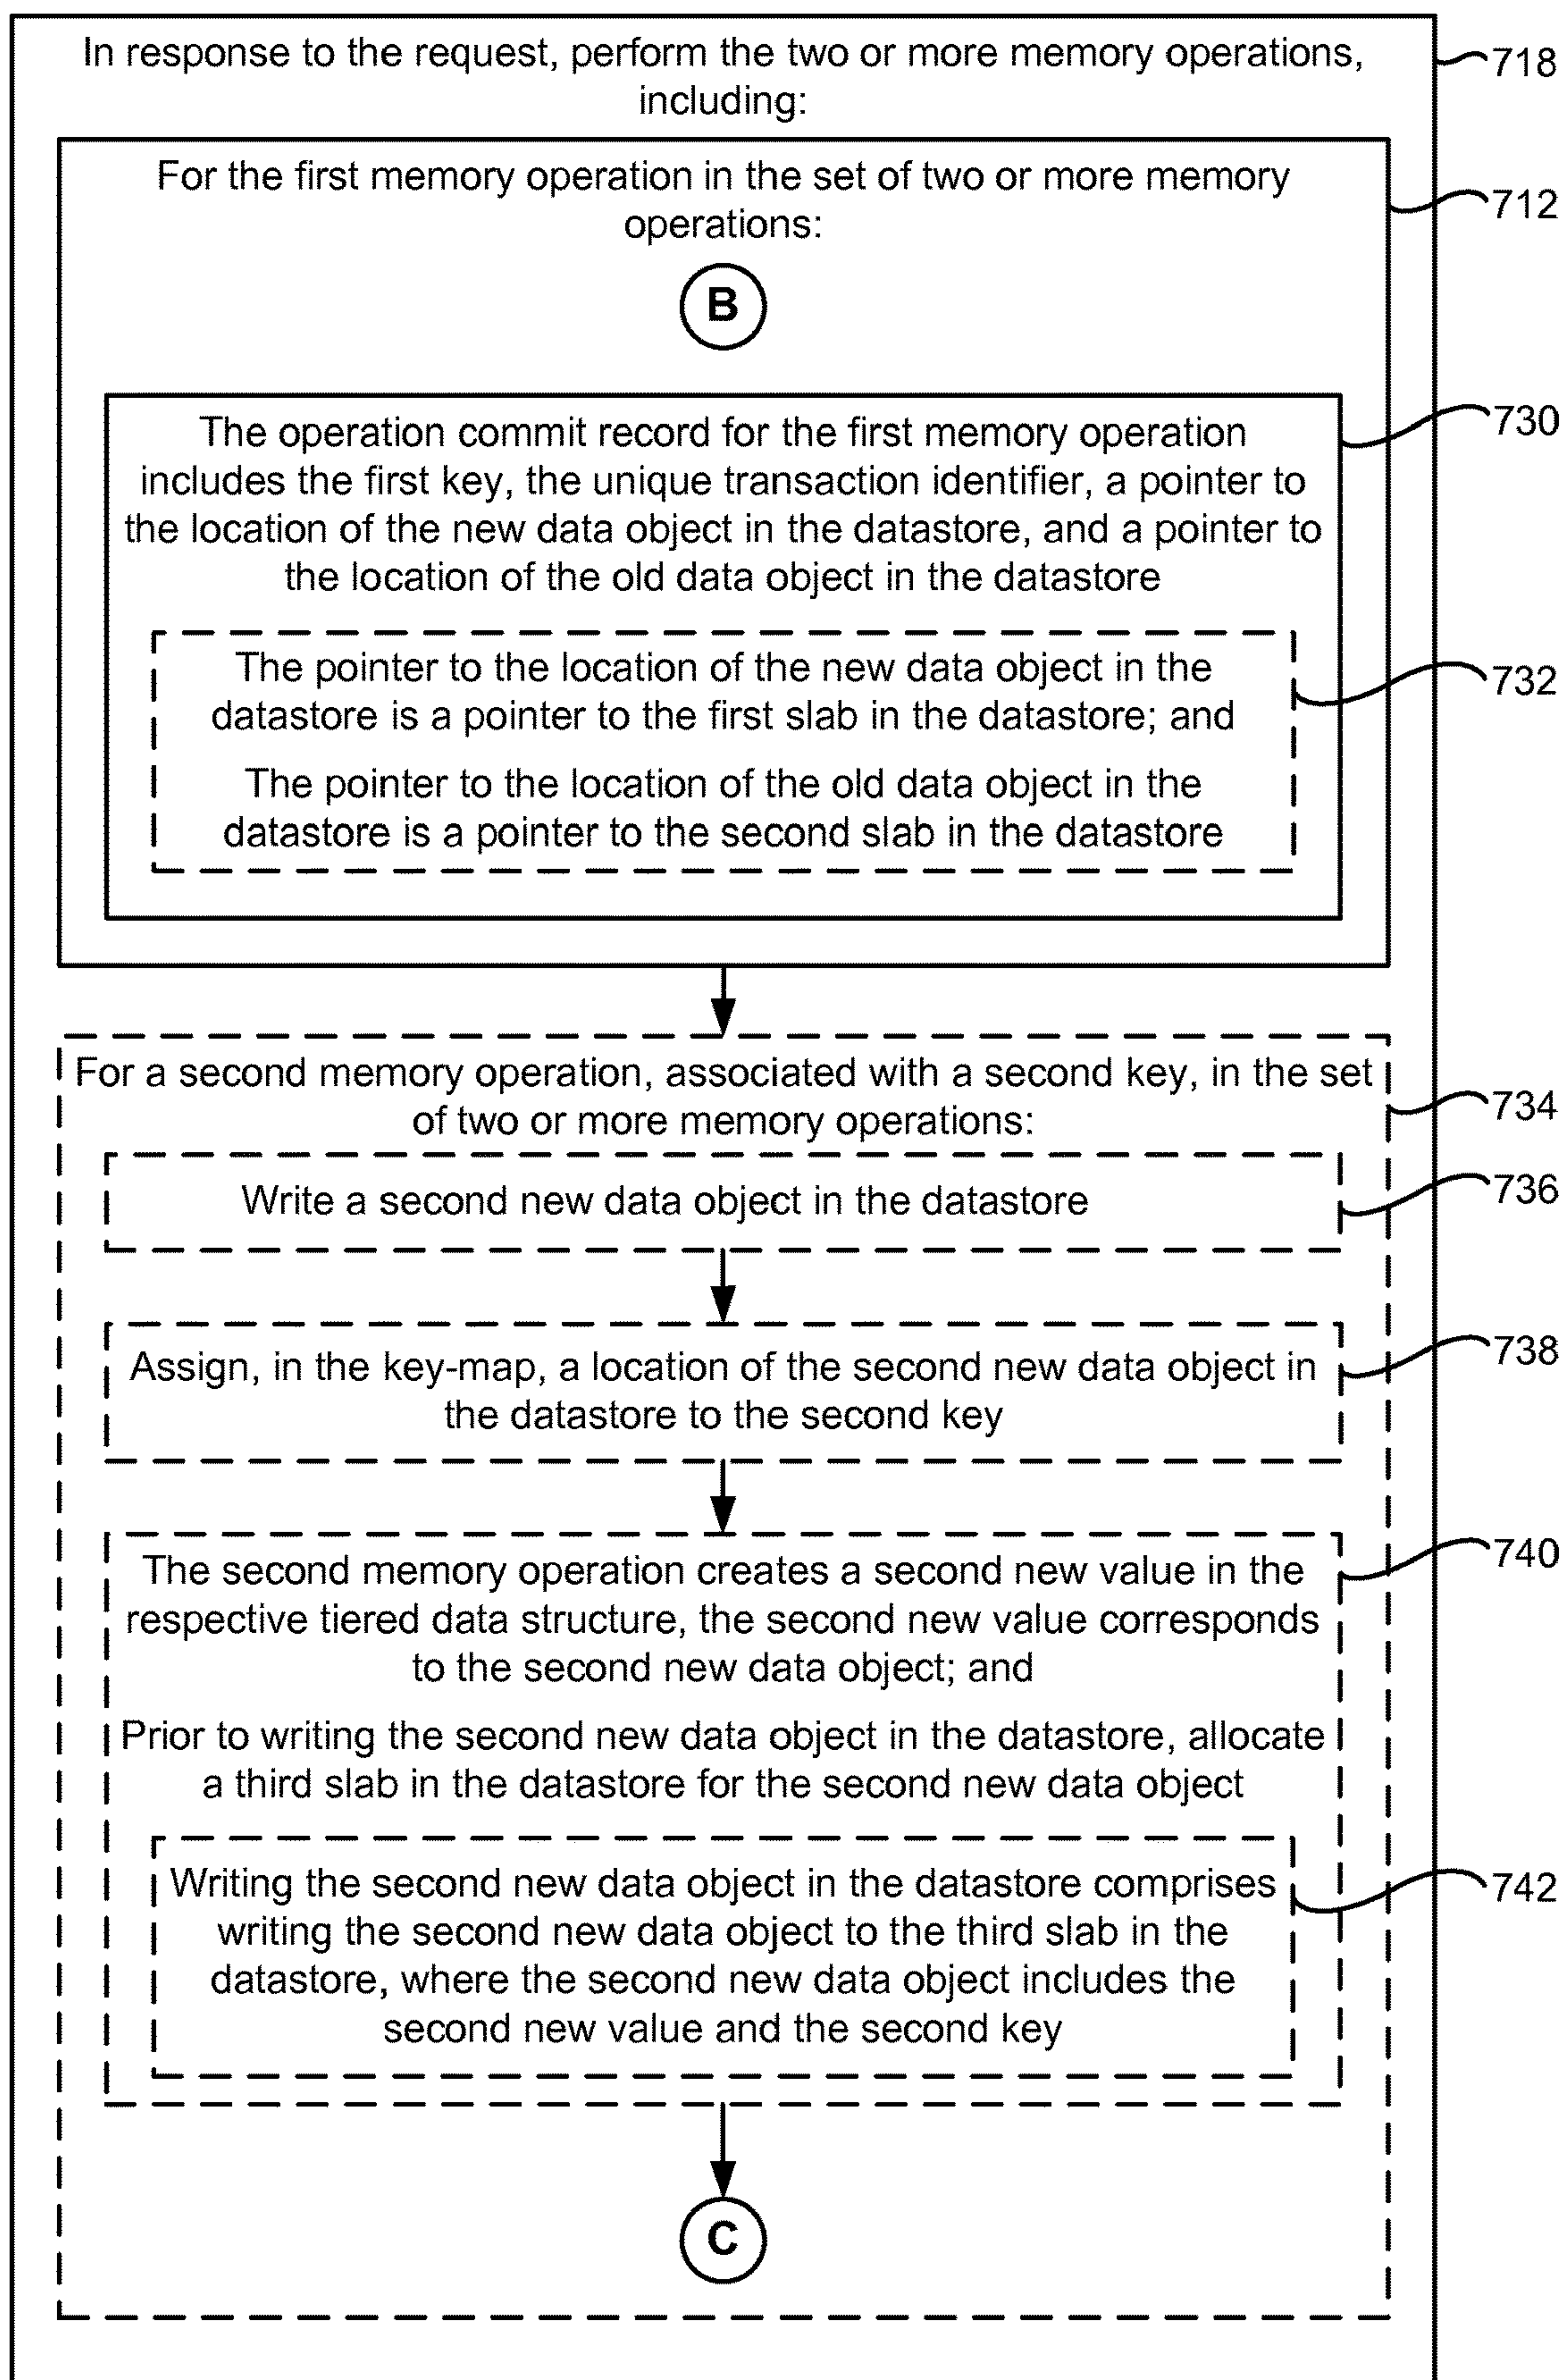 In response to the request, perform the two or more memory operations,
including:
718
For the first memory operation in the set of two or more memory
operations:
712
B
The operation commit record for the first memory operation
includes the first key, the unique transaction identifier, a pointer to
the location of the new data object in the datastore, and a pointer to
the location of the old data object in the datastore
730
The pointer to the location of the new data object in the
datastore is a pointer to the first slab in the datastore; and
The pointer to the location of the old data object in the
datastore is a pointer to the second slab in the datastore
732
For a second memory operation, associated with a second key, in the set
of two or more memory operations:
734
Write a second new data object in the datastore
736
Assign, in the key-map, a location of the second new data object in
the datastore to the second key
738
The second memory operation creates a second new value in the
respective tiered data structure, the second new value corresponds
to the second new data object; and
Prior to writing the second new data object in the datastore, allocate
a third slab in the datastore for the second new data object
740
Writing the second new data object in the datastore comprises
writing the second new data object to the third slab in the
datastore, where the second new data object includes the
second new value and the second key
742
C